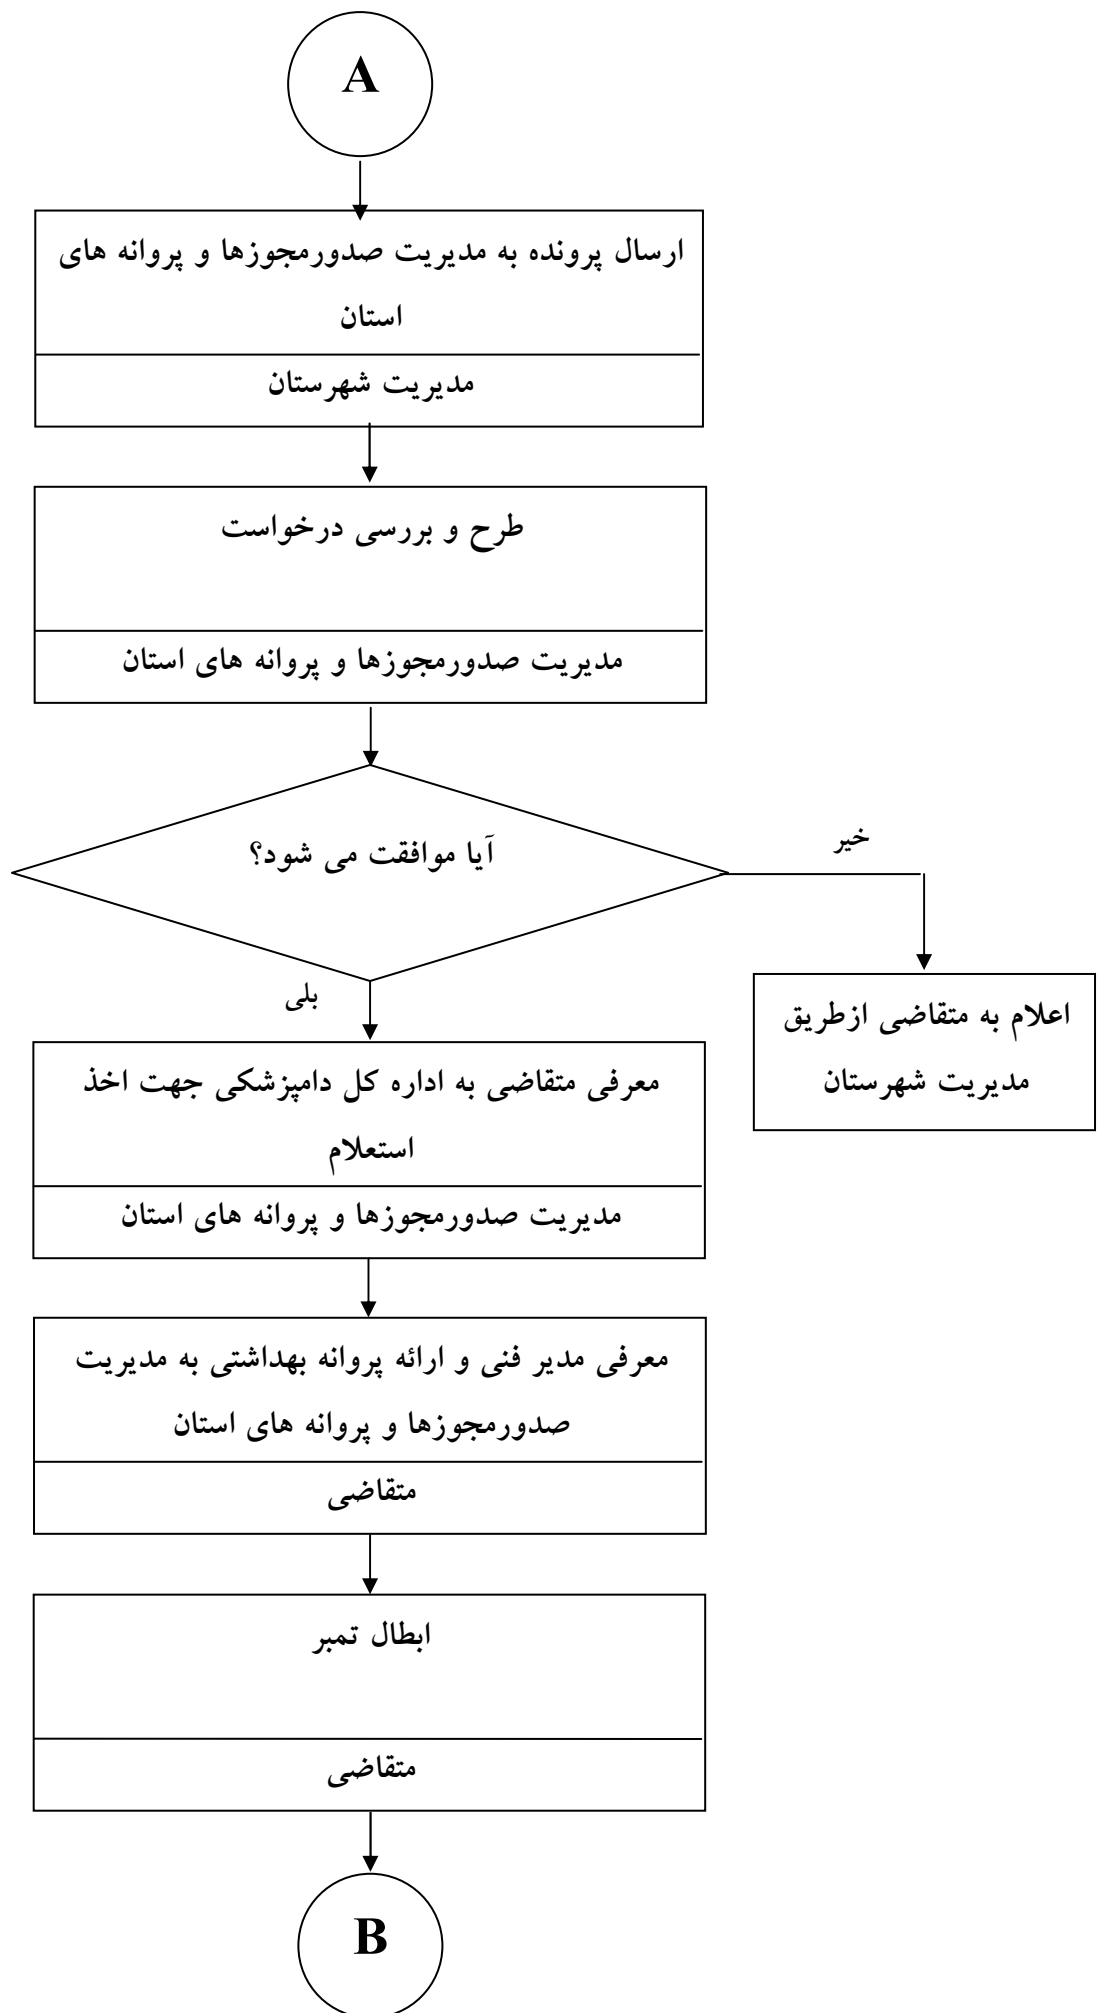 A
ارسال پرونده به مدیریت صدورمجوزها و پروانه های
استان
مدیریت شهرستان
طرح و بررسی درخواست
مدیریت صدورمجوزها و پروانه های استان
آیا موافقت می شود؟
خیر
بلی
اعلام به متقاضی ازطریق
مدیریت شهرستان
معرفی متقاضی به اداره کل دامپزشکی جهت اخذ
استعلام
مدیریت صدورمجوزها و پروانه های استان
معرفی مدیر فنی و ارائه پروانه بهداشتی به مدیریت
صدورمجوزها و پروانه های استان
متقاضی
ابطال تمبر
متقاضی
B